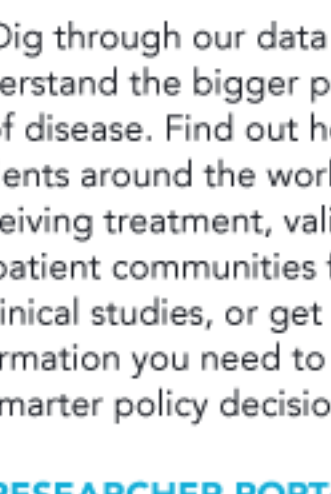 Dig through our data
erstand the bigger p
of disease. Find out h
ents around the worl
eiving treatment, vali
patient communities f
inical studies, or get
rmation you need to
marter policy decisio
RESEARCHER PORT